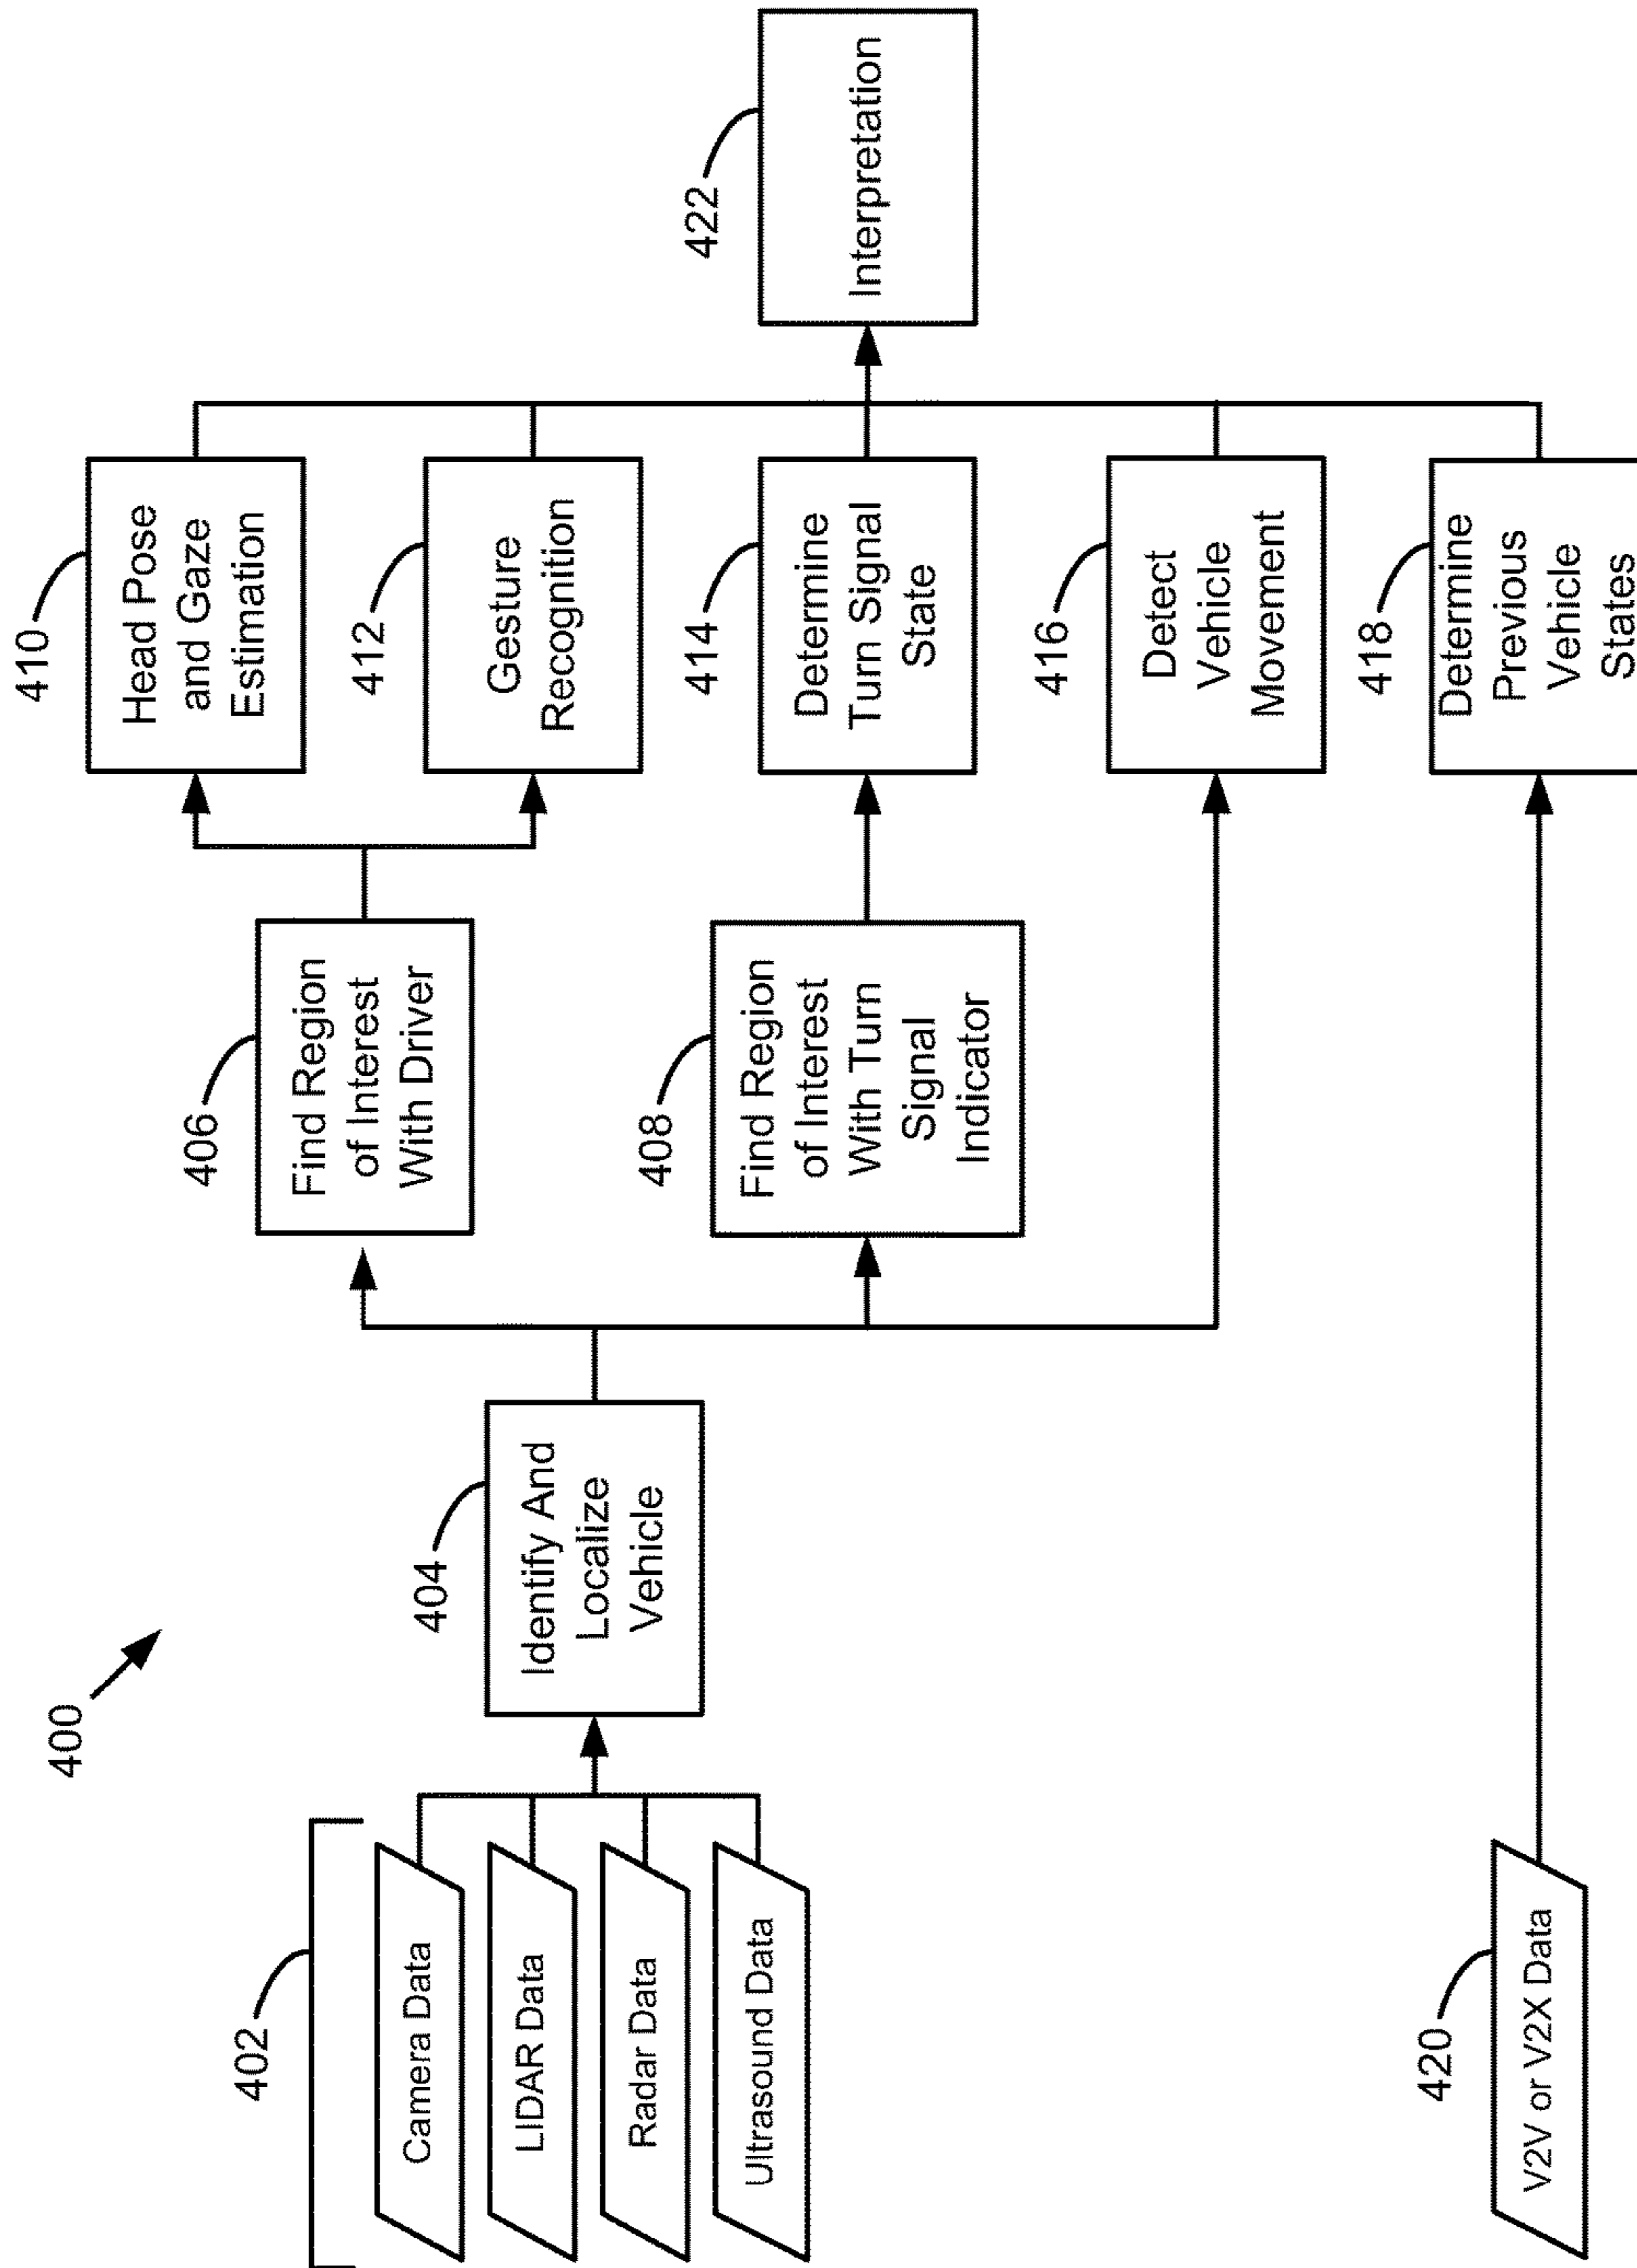 400
402
Camera Data
LIDAR Data
Radar Data
Ultrasound Data
420
V2V or V2X Data
404
Identify And
Localize
Vehicle
406
Find Region
of Interest
With Driver
408
Find Region
of Interest
With Turn
Signal
Indicator
410
Head Pose
and Gaze
Estimation
412
Gesture
Recognition
414
Determine
Turn Signal
State
416
Detect
Vehicle
Movement
418
Determine
Previous
Vehicle
States
422
Interpretation